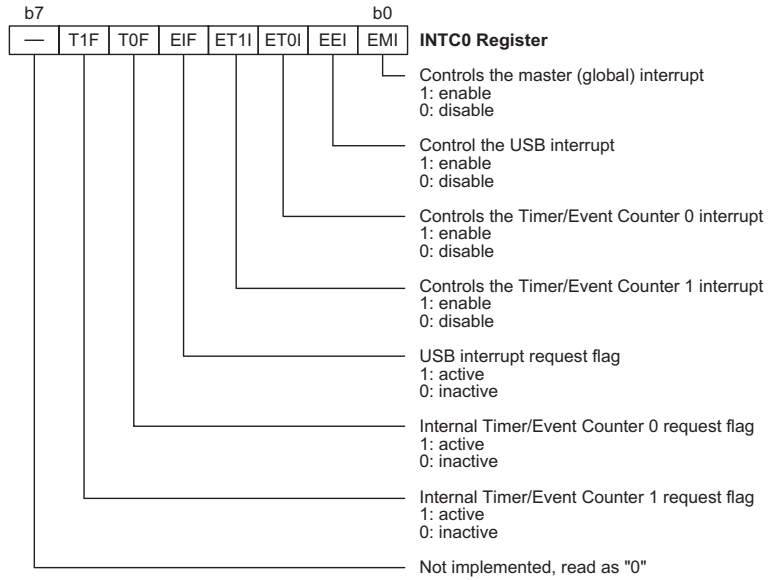 b7 b0
— T1F T0F EIF ET1I ET0I EEI EMI INTC0 Register
Controls the master (global) interrupt
1: enable
0: disable
Control the USB interrupt
1: enable
0: disable
Controls the Timer/Event Counter 0 interrupt
1: enable
0: disable
Controls the Timer/Event Counter 1 interrupt
1: enable
0: disable
USB interrupt request flag
1: active
0: inactive
Internal Timer/Event Counter 0 request flag
1: active
0: inactive
Internal Timer/Event Counter 1 request flag
1: active
0: inactive
Not implemented, read as "0"